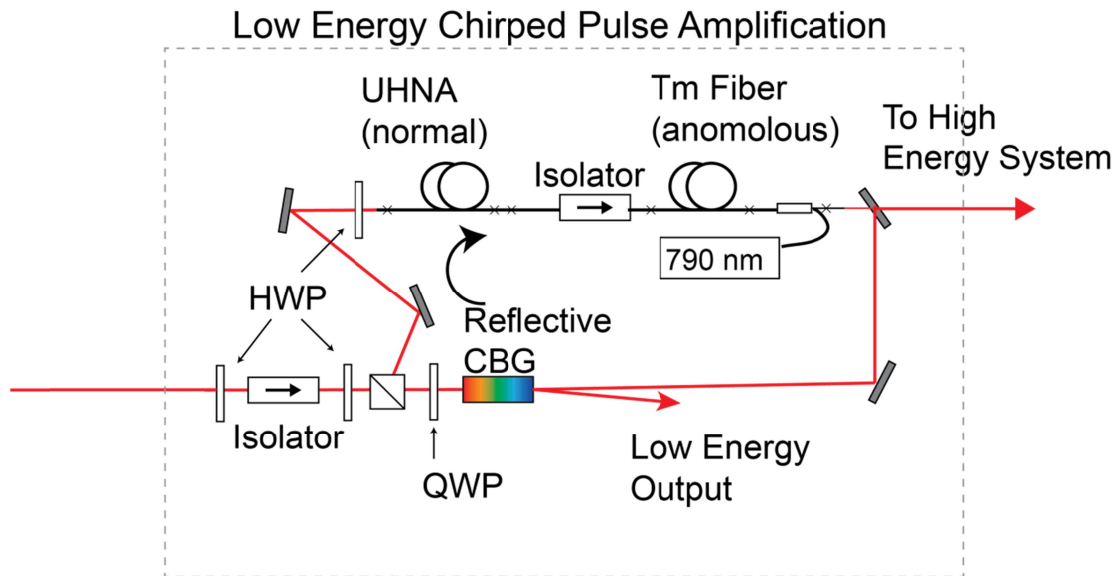 Low Energy Chirped Pulse Amplification
UHNA
(normal)
Tm Fiber
(anomolous)
To High
Energy System
Isolator
790 nm
HWP
Reflective
CBG
Isolator
QWP
Low Energy
Output